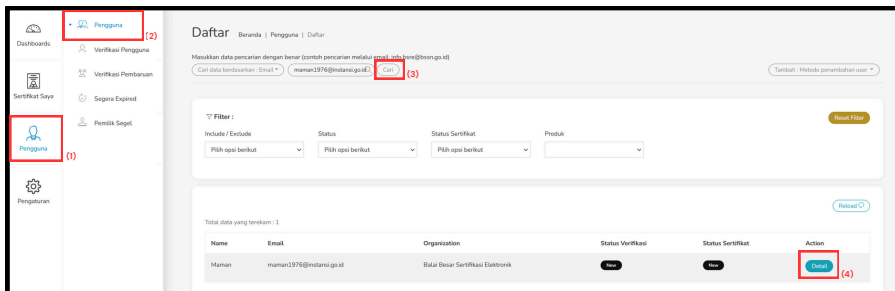 Dashboards
Sertifikat Saya
Pengguna
(1)
Pengaturan
Pengguna
(2)
Verifikasi Pengguna
Verifikasi Pembaruan
Segera Expired
Pemilik Segel
Daftar Beranda | Pengguna | Daftar
Masukkan data pencarian dengan benar (contoh pencarian melalui email: info.bsre@bssn.go.id)
Cari data berdasarkan : Email maman1976@instansi.go.id Cari (3) Tambah : Metode penambahan user
Filter : Reset Filter
Include / Exclude Status Status Sertifikat Produk
Pilih opsi berikut Pilih opsi berikut Pilih opsi berikut
Reload
Total data yang terekam : 1
Name Email Organization Status Verifikasi Status Sertifikat Action
Maman maman1976@instansi.go.id Balai Besar Sertifikasi Elektronik New New Detail
(4)